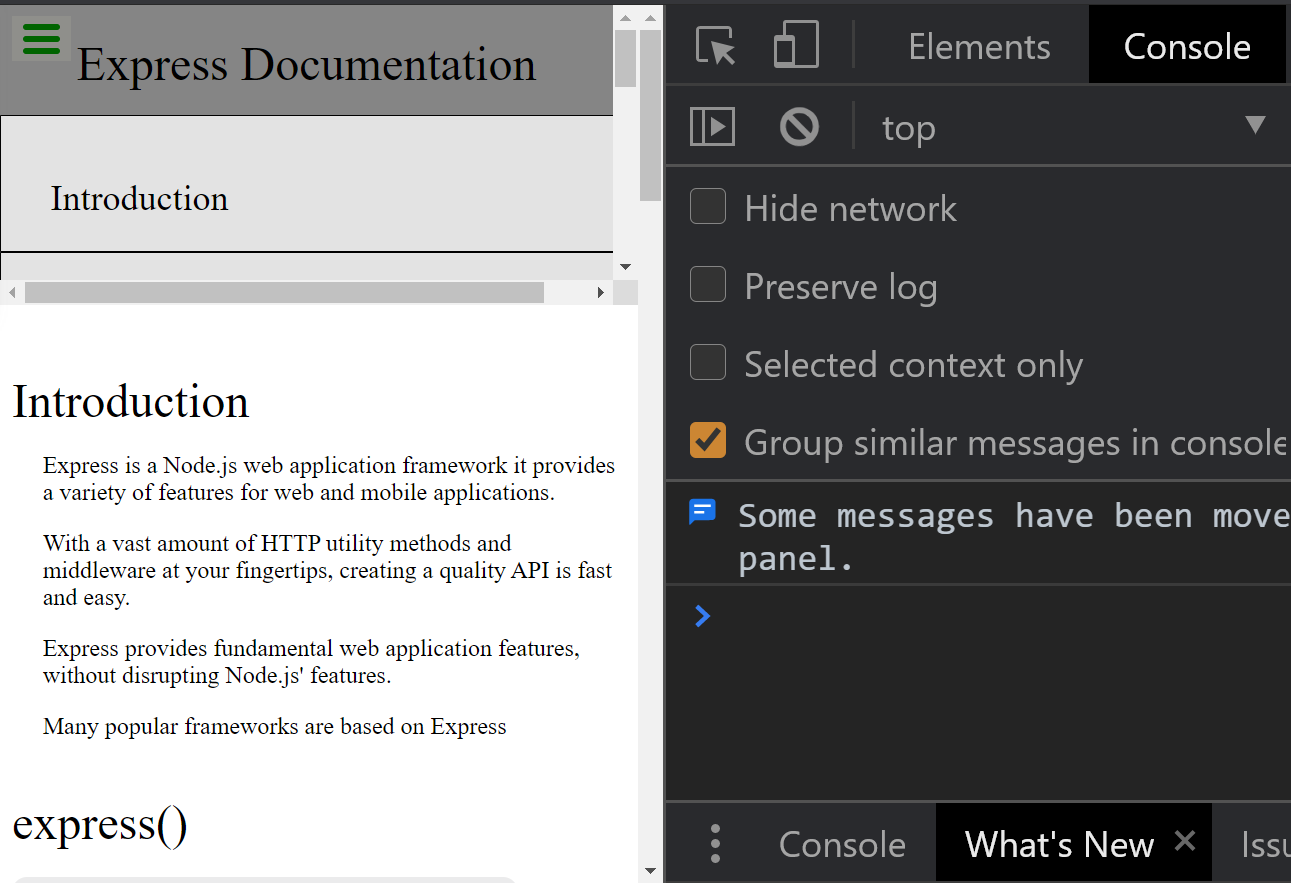 Express Documentation
Introduction
Introduction
Express is a Node.js web application framework it provides
a variety of features for web and mobile applications.
With a vast amount of HTTP utility methods and
middleware at your fingertips, creating a quality API is fast
and easy.
Express provides fundamental web application features,
without disrupting Node.js' features.
Many popular frameworks are based on Express
express()
Elements
Console
top
Hide network
Preserve log
Selected context only
Group similar messages in console
Some messages have been move
panel.
Console
What's New
Issu